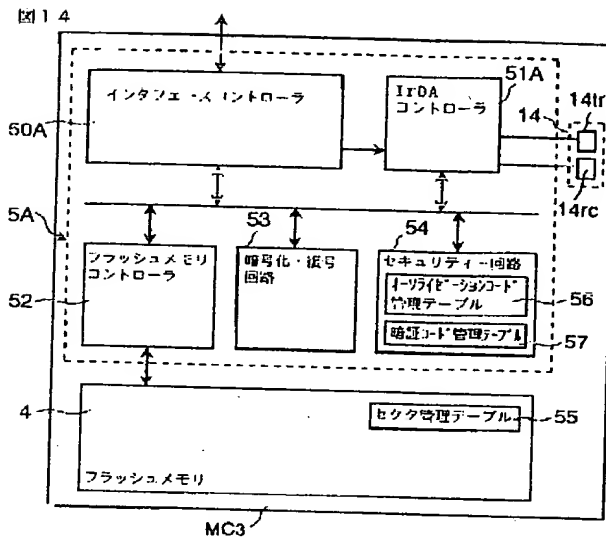 図14
インタフェースコントローラ
IrDA
コントローラ
51A
14
14tr
14rc
50A
5A
53
54
フラッシュメモリ
コントローラ
暗号化・復号
回路
セキュリティー回路
オーソライゼーションコード
管理テーブル
暗証コード管理テーブル
52
56
57
4
セクタ管理テーブル
55
フラッシュメモリ
MC3